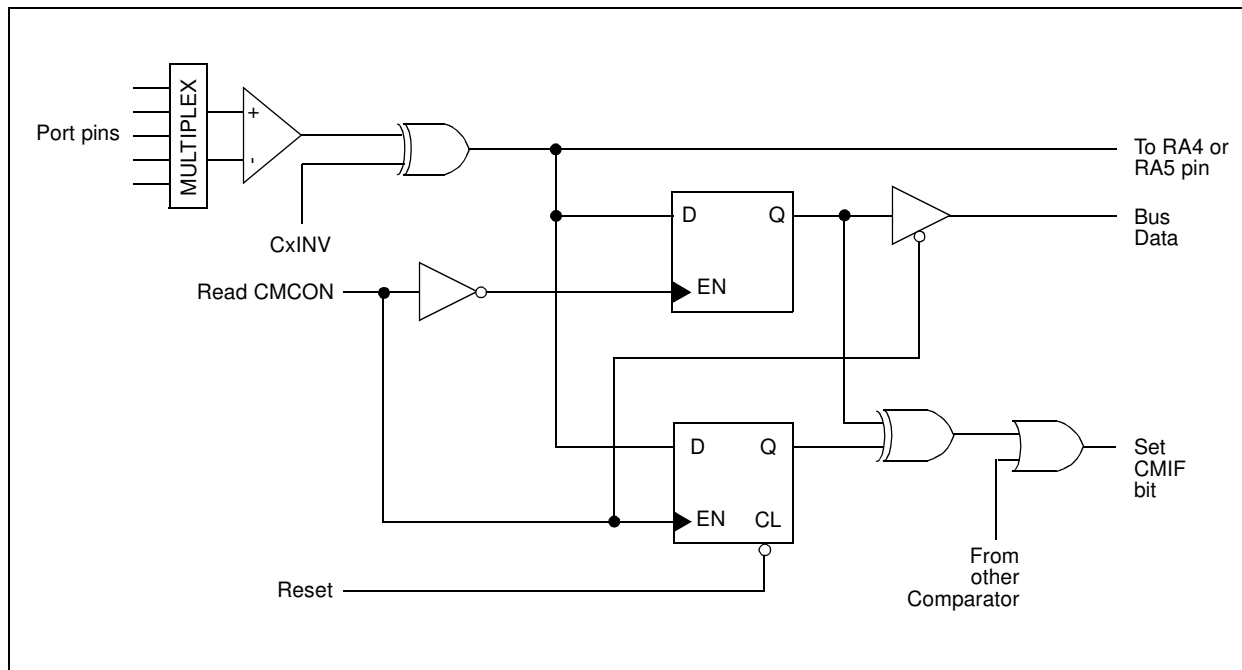 MULTIPLEX
+
-
Port pins
CxINV
To RA4 or
RA5 pin
D
Q
EN
Bus
Data
Read CMCON
D
Q
EN
CL
Set
CMIF
bit
From
other
Comparator
Reset